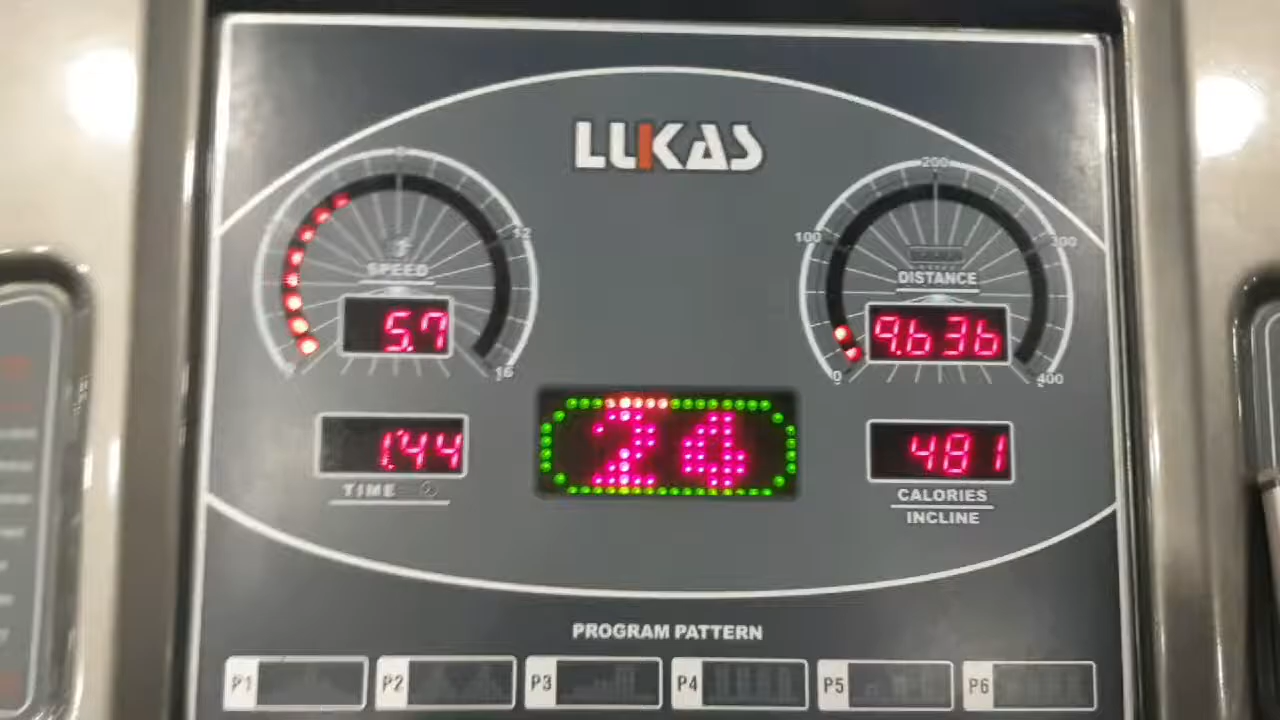 LUKAS
8
12
16
SPEED
5.7
100
200
300
0
400
DISTANCE
9.636
1:44
TIME
24
481
CALORIES
INCLINE
PROGRAM PATTERN
P1 P2 P3 P4 P5 P6